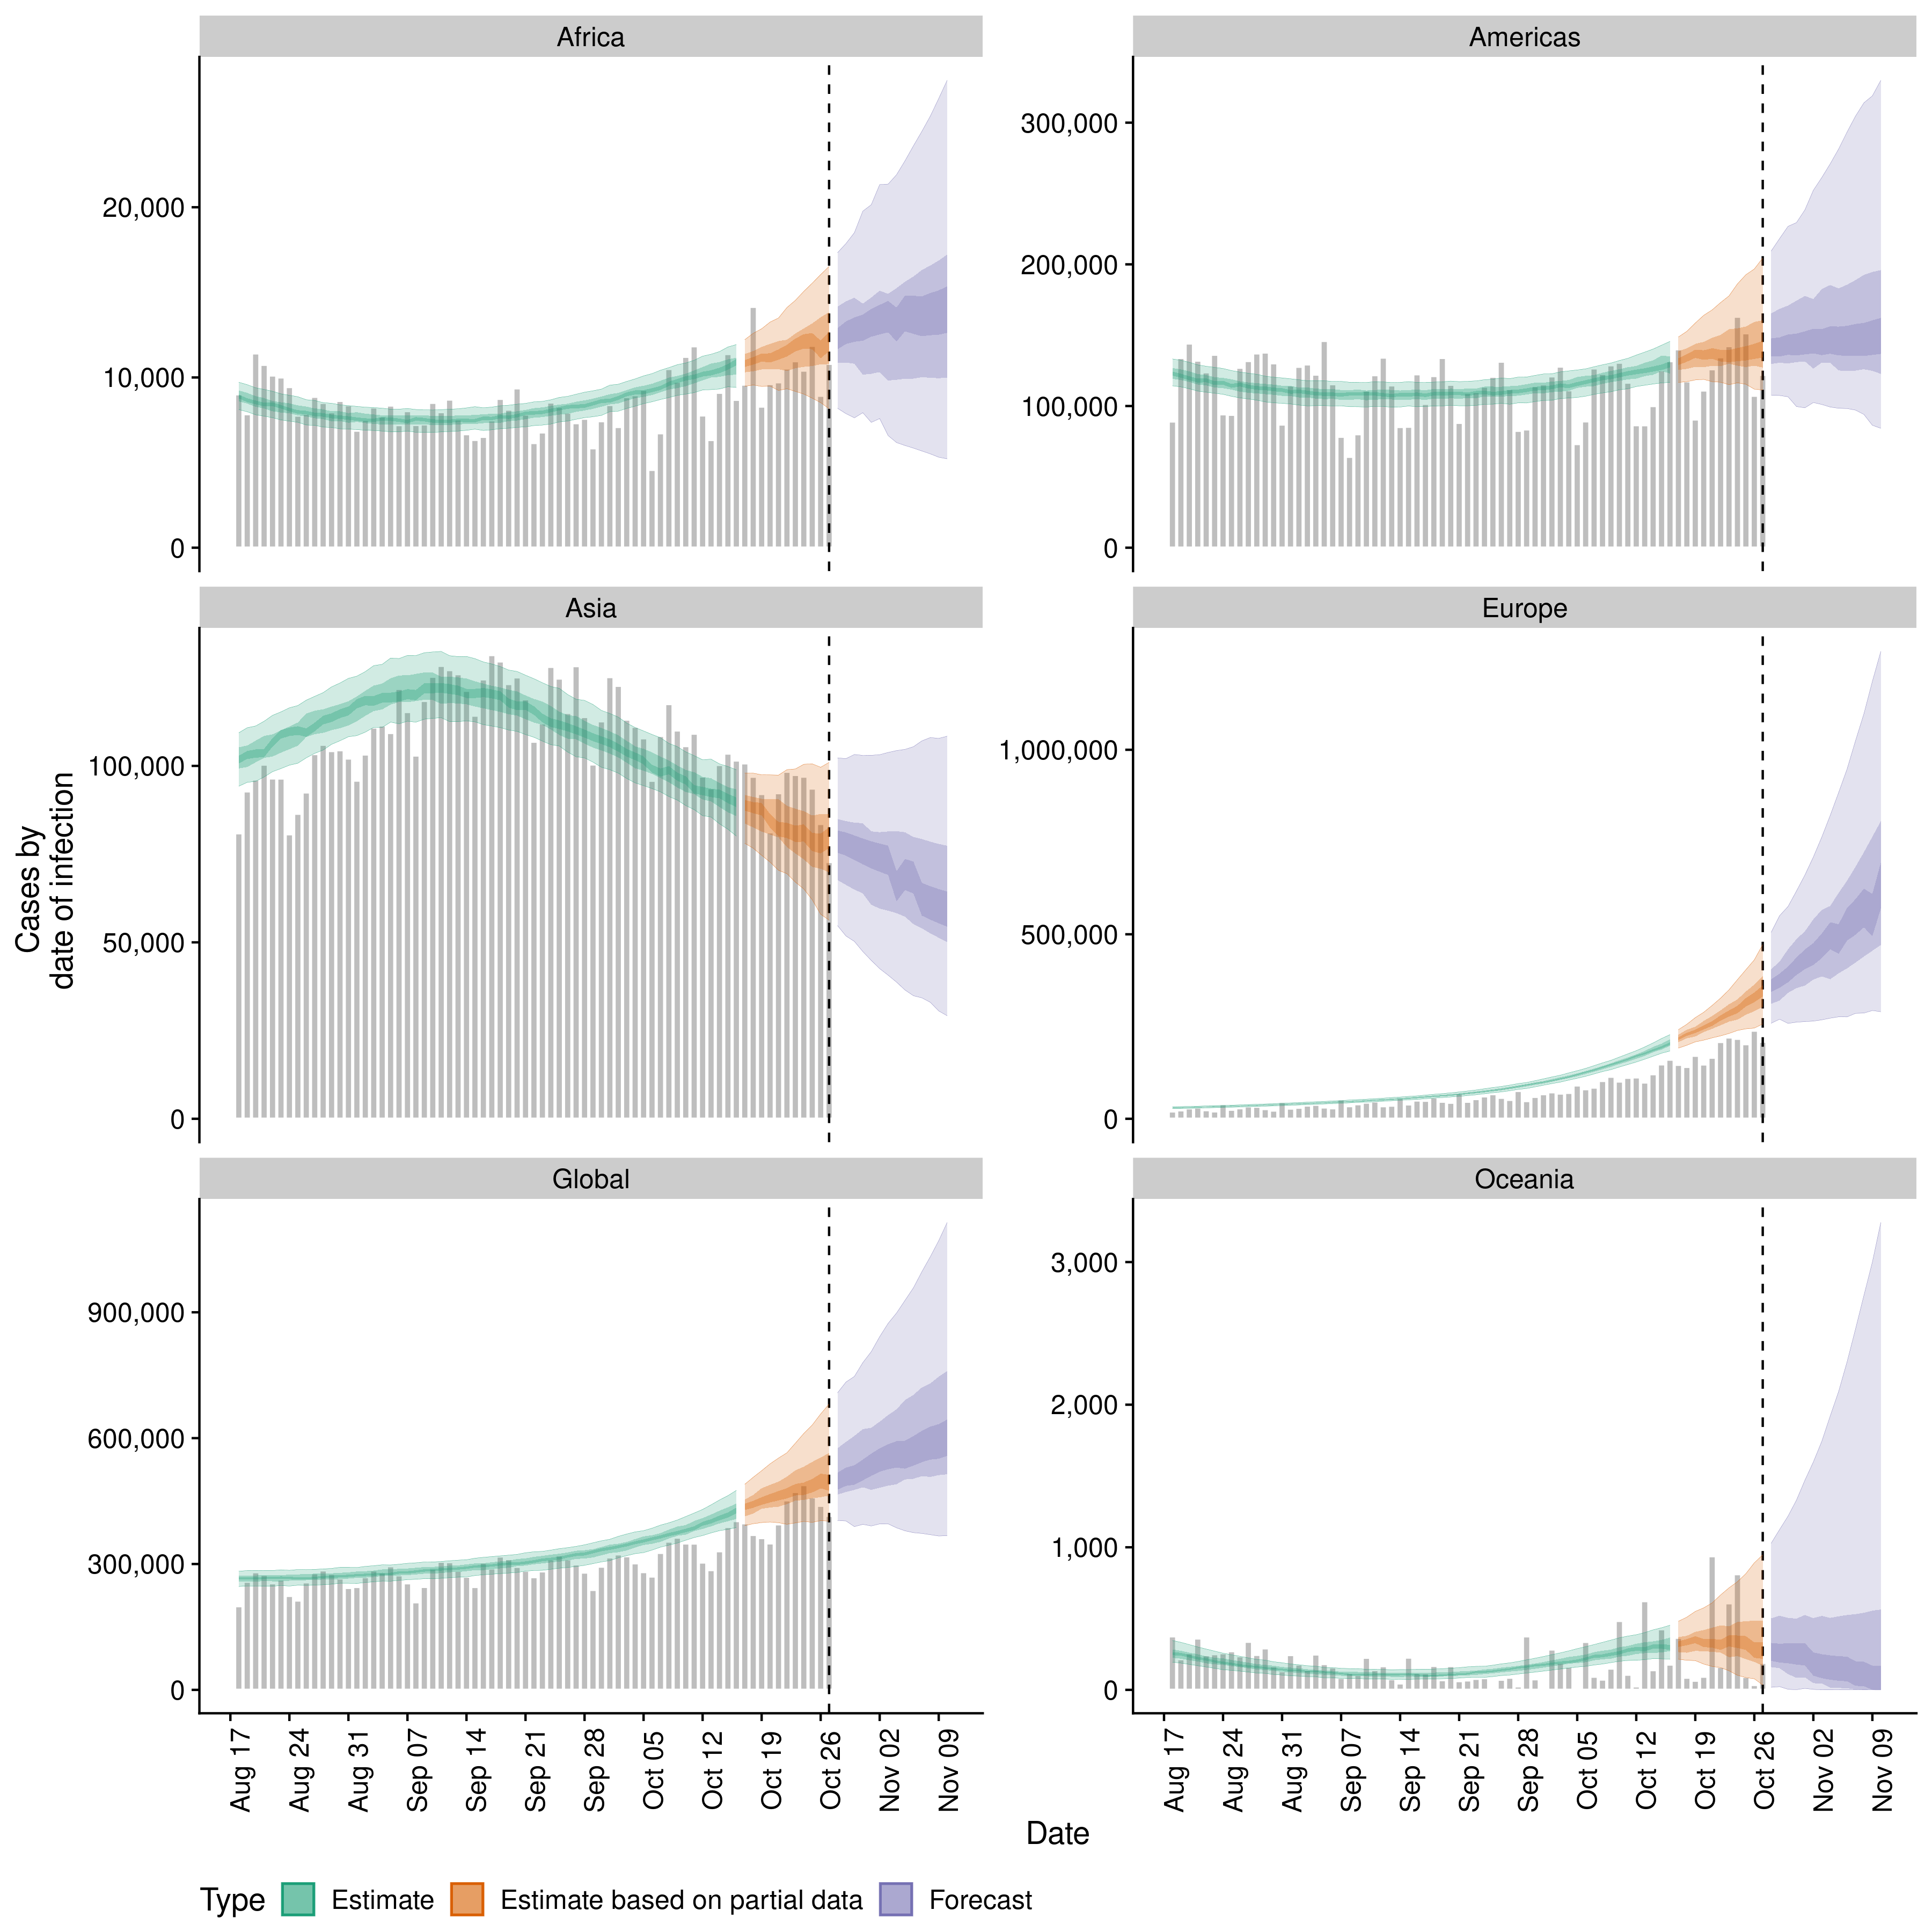 Africa
Americas
20,000
10,000
0
300,000
200,000
100,000
0
Asia
Europe
100,000
50,000
0
1,000,000
500,000
0
Cases by
date of infection
Global
Oceania
900,000
600,000
300,000
0
3,000
2,000
1,000
0
Aug 17
Aug 24
Aug 31
Sep 07
Sep 14
Sep 21
Sep 28
Oct 05
Oct 12
Oct 19
Oct 26
Nov 02
Nov 09
Aug 17
Aug 24
Aug 31
Sep 07
Sep 14
Sep 21
Sep 28
Oct 05
Oct 12
Oct 19
Oct 26
Nov 02
Nov 09
Date
Type Estimate Estimate based on partial data Forecast